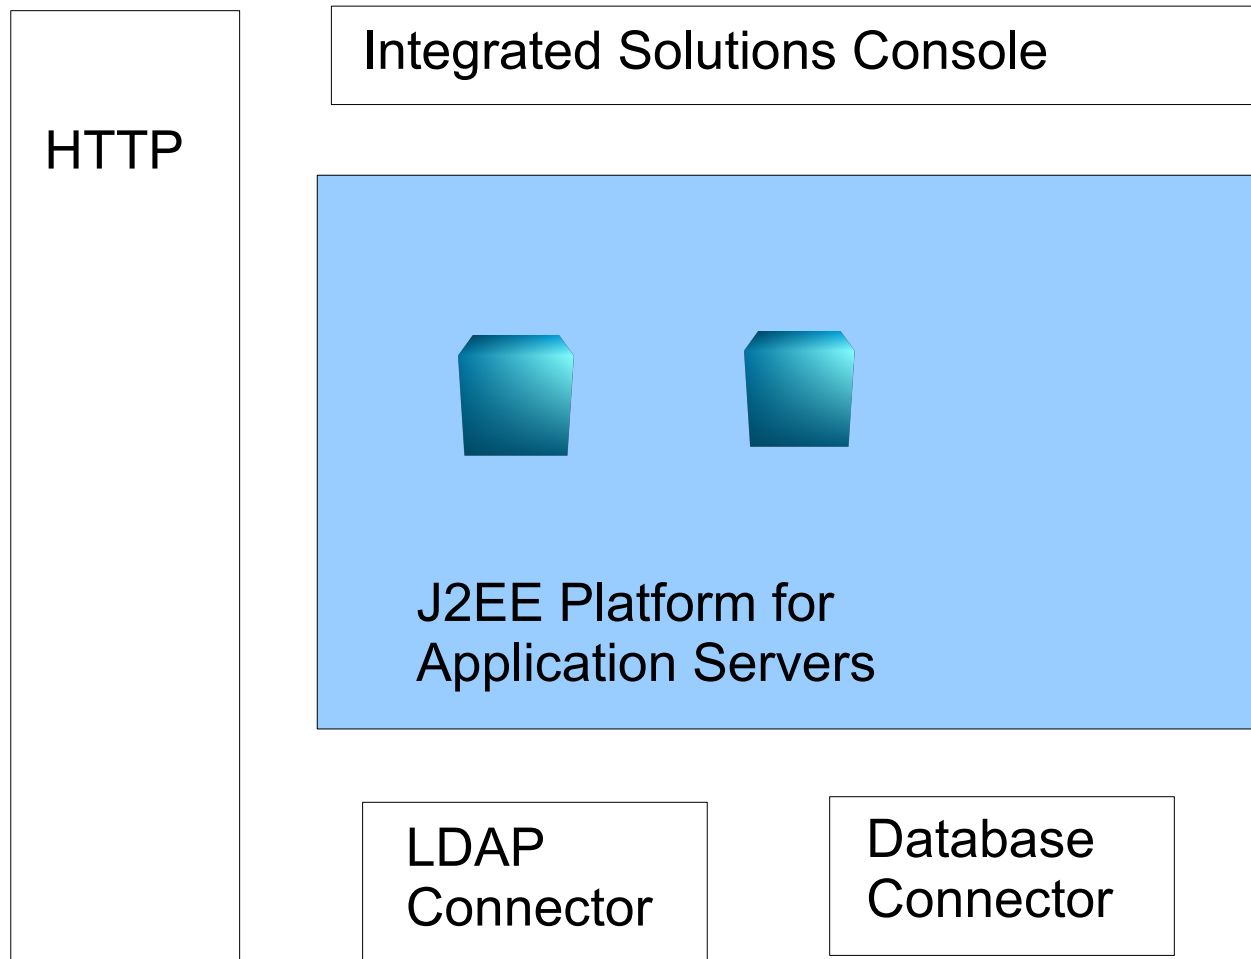 HTTP
Integrated Solutions Console
J2EE Platform for
Application Servers
LDAP
Connector
Database
Connector